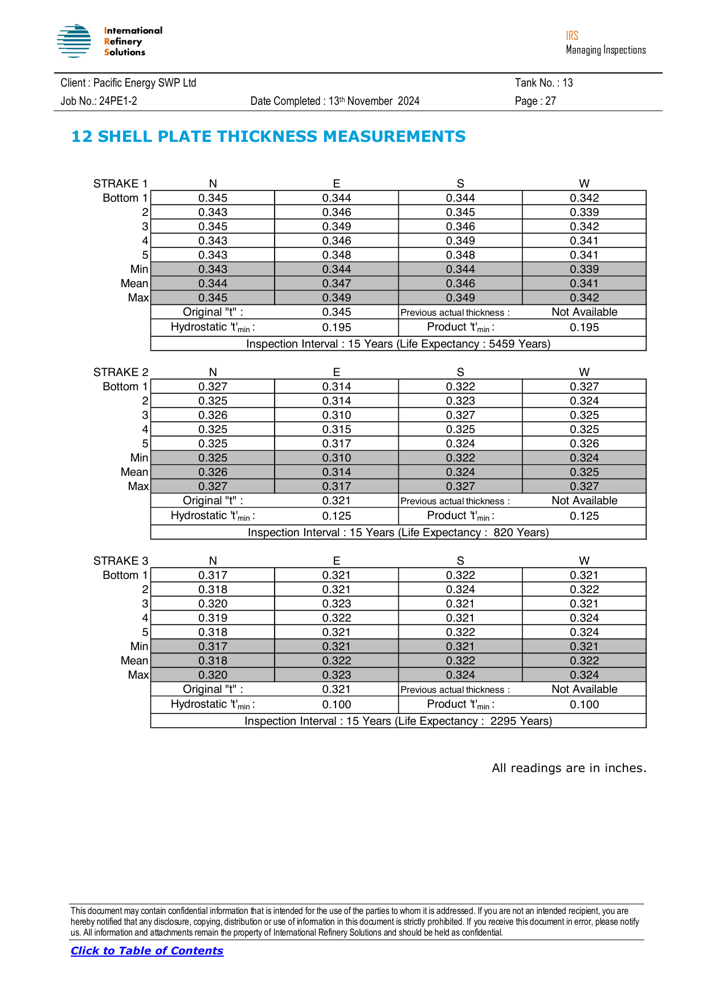 International
Refinery
Solutions
IRS
Managing Inspections
Client : Pacific Energy SWP Ltd Tank No. : 13
Job No.: 24PE1-2 Date Completed : 13th November 2024 Page : 27
12 SHELL PLATE THICKNESS MEASUREMENTS
STRAKE 1 N E S W
Bottom 1 0.345 0.344 0.344 0.342
2 0.343 0.346 0.345 0.339
3 0.345 0.349 0.346 0.342
4 0.343 0.346 0.349 0.341
5 0.343 0.348 0.348 0.341
Min 0.343 0.344 0.344 0.339
Mean 0.344 0.347 0.346 0.341
Max 0.345 0.349 0.349 0.342
Original "t" : 0.345 Previous actual thickness : Not Available
Hydrostatic 't'min : 0.195 Product 't'min : 0.195
Inspection Interval : 15 Years (Life Expectancy : 5459 Years)
STRAKE 2 N E S W
Bottom 1 0.327 0.314 0.322 0.327
2 0.325 0.314 0.323 0.324
3 0.326 0.310 0.327 0.325
4 0.325 0.315 0.325 0.325
5 0.325 0.317 0.324 0.326
Min 0.325 0.310 0.322 0.324
Mean 0.326 0.314 0.324 0.325
Max 0.327 0.317 0.327 0.327
Original "t" : 0.321 Previous actual thickness : Not Available
Hydrostatic 't'min : 0.125 Product 't'min : 0.125
Inspection Interval : 15 Years (Life Expectancy : 820 Years)
STRAKE 3 N E S W
Bottom 1 0.317 0.321 0.322 0.321
2 0.318 0.321 0.324 0.322
3 0.320 0.323 0.321 0.321
4 0.319 0.322 0.321 0.324
5 0.318 0.321 0.322 0.324
Min 0.317 0.321 0.321 0.321
Mean 0.318 0.322 0.322 0.322
Max 0.320 0.323 0.324 0.324
Original "t" : 0.321 Previous actual thickness : Not Available
Hydrostatic 't'min : 0.100 Product 't'min : 0.100
Inspection Interval : 15 Years (Life Expectancy : 2295 Years)
All readings are in inches.
This document may contain confidential information that is intended for the use of the parties to whom it is addressed. If you are not an intended recipient, you are
hereby notified that any disclosure, copying, distribution or use of information in this document is strictly prohibited. If you receive this document in error, please notify
us. All information and attachments remain the property of International Refinery Solutions and should be held as confidential.
Click to Table of Contents